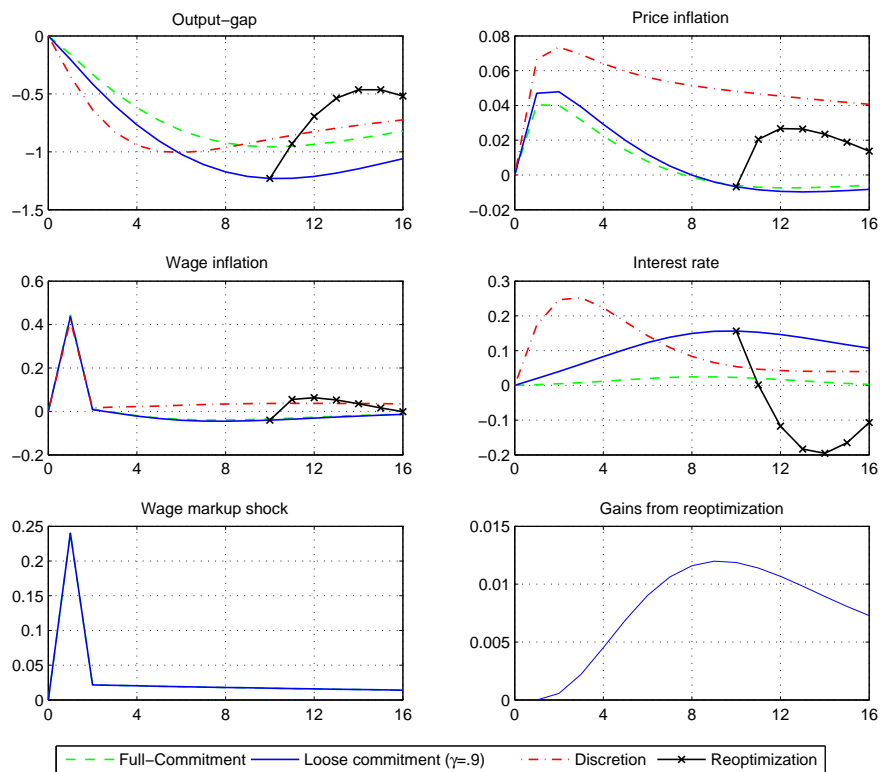 Output−gap
0
−0.5
−1
−1.5
0 4 8 12 16
Price inflation
0.08
0.06
0.04
0.02
0
−0.02
0 4 8 12 16
Wage inflation
0.6
0.4
0.2
0
−0.2
0 4 8 12 16
Interest rate
0.3
0.2
0.1
0
−0.1
−0.2
0 4 8 12 16
Wage markup shock
0.25
0.2
0.15
0.1
0.05
0
0 4 8 12 16
Gains from reoptimization
0.015
0.01
0.005
0
0 4 8 12 16
Full−Commitment Loose commitment (γ=.9) Discretion Reoptimization